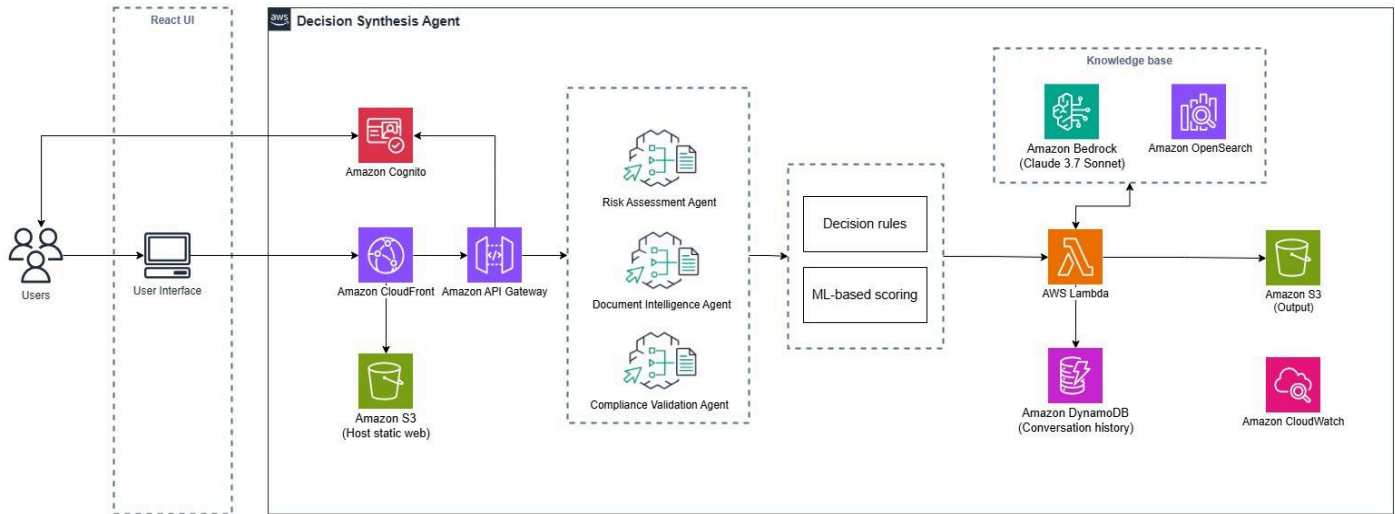 React UI
aws
Decision Synthesis Agent
Knowledge base
Amazon Bedrock
(Claude 3.7 Sonnet)
Amazon OpenSearch
Amazon Cognito
Risk Assessment Agent
Decision rules
Users
User Interface
Amazon CloudFront
Amazon API Gateway
Document Intelligence Agent
ML-based scoring
AWS Lambda
Amazon S3
(Output)
Amazon S3
(Host static web)
Compliance Validation Agent
Amazon DynamoDB
(Conversation history)
Amazon CloudWatch